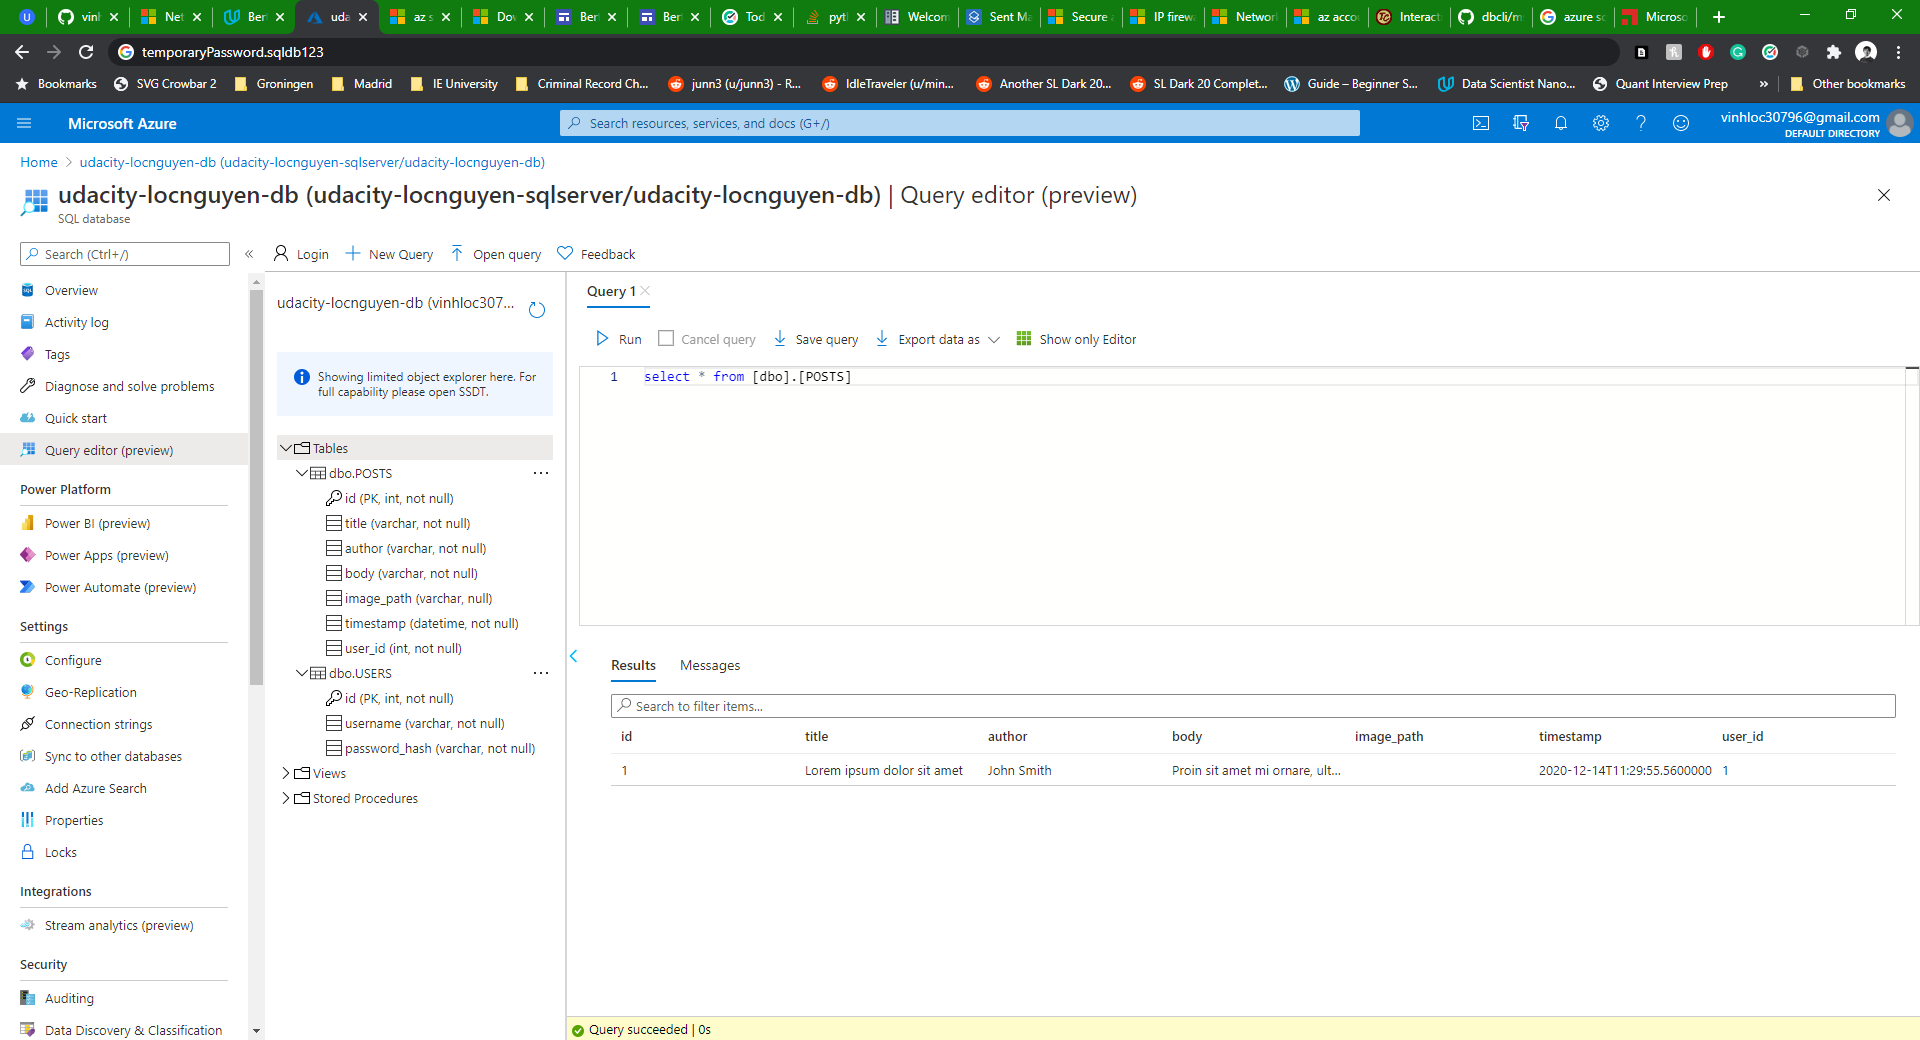 vinh
Net
Ber
uda
az s
Dov
Ber
Ber
Tod
pytl
Welcom
Sent Ma
Secure a
IP firew
Network
az acco
Interact
dbcli/m
azure sq
Microso
temporaryPassword.sqldb123
Bookmarks
SVG Crowbar 2
Groningen
Madrid
IE University
Criminal Record Ch...
junn3 (u/junn3) - R...
IdleTraveler (u/min...
Another SL Dark 20...
SL Dark 20 Complet...
Guide – Beginner S...
Data Scientist Nano...
Quant Interview Prep
»
Other bookmarks
Microsoft Azure
Search resources, services, and docs (G+/)
vinhloc30796@gmail.com
DEFAULT DIRECTORY
Home > udacity-locnguyen-db (udacity-locnguyen-sqlserver/udacity-locnguyen-db)
udacity-locnguyen-db (udacity-locnguyen-sqlserver/udacity-locnguyen-db) | Query editor (preview)
SQL database
Search (Ctrl+/)
«
Login
New Query
Open query
Feedback
Overview
Activity log
Tags
Diagnose and solve problems
Quick start
Query editor (preview)
Power Platform
Power BI (preview)
Power Apps (preview)
Power Automate (preview)
Settings
Configure
Geo-Replication
Connection strings
Sync to other databases
Add Azure Search
Properties
Locks
Integrations
Stream analytics (preview)
Security
Auditing
Data Discovery & Classification
udacity-locnguyen-db (vinhloc307...
Showing limited object explorer here. For
full capability please open SSDT.
Tables
dbo.POSTS
...
id (PK, int, not null)
title (varchar, not null)
author (varchar, not null)
body (varchar, not null)
image_path (varchar, null)
timestamp (datetime, not null)
user_id (int, not null)
dbo.USERS
...
id (PK, int, not null)
username (varchar, not null)
password_hash (varchar, not null)
Views
Stored Procedures
Query 1
Run
Cancel query
Save query
Export data as
Show only Editor
1 select * from [dbo].[POSTS]
Results
Messages
Search to filter items...
id title author body image_path timestamp user_id
1 Lorem ipsum dolor sit amet John Smith Proin sit amet mi ornare, ult... 2020-12-14T11:29:55.5600000 1
Query succeeded | 0s